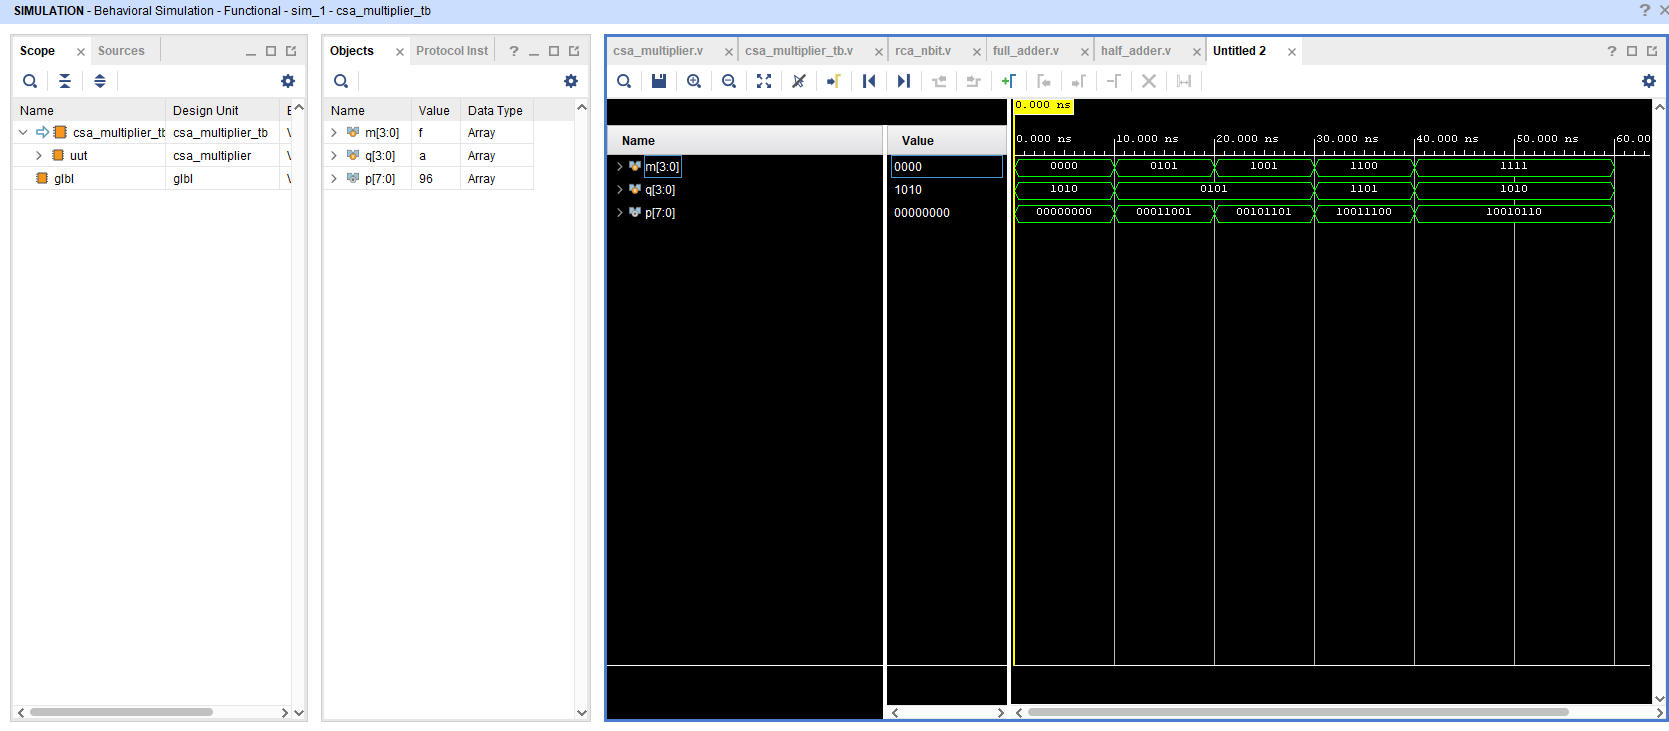 SIMULATION - Behavioral Simulation - Functional - sim_1 - csa_multiplier_tb
Scope
Sources
Name
Design Unit
csa_multiplier_tb
csa_multiplier_tb
uut
csa_multiplier
glbl
glbl
Objects
Protocol Inst
Name
Value
Data Type
m[3:0]
f
Array
q[3:0]
a
Array
p[7:0]
96
Array
csa_multiplier.v
csa_multiplier_tb.v
rca_nbit.v
full_adder.v
half_adder.v
Untitled 2
Name
Value
m[3:0]
0000
q[3:0]
1010
p[7:0]
00000000
0.000 ns
0.000 ns
10.000 ns
20.000 ns
30.000 ns
40.000 ns
50.000 ns
60.00
0000
0101
1001
1100
1111
1010
0101
1101
1010
00000000
00011001
00101101
10011100
10010110